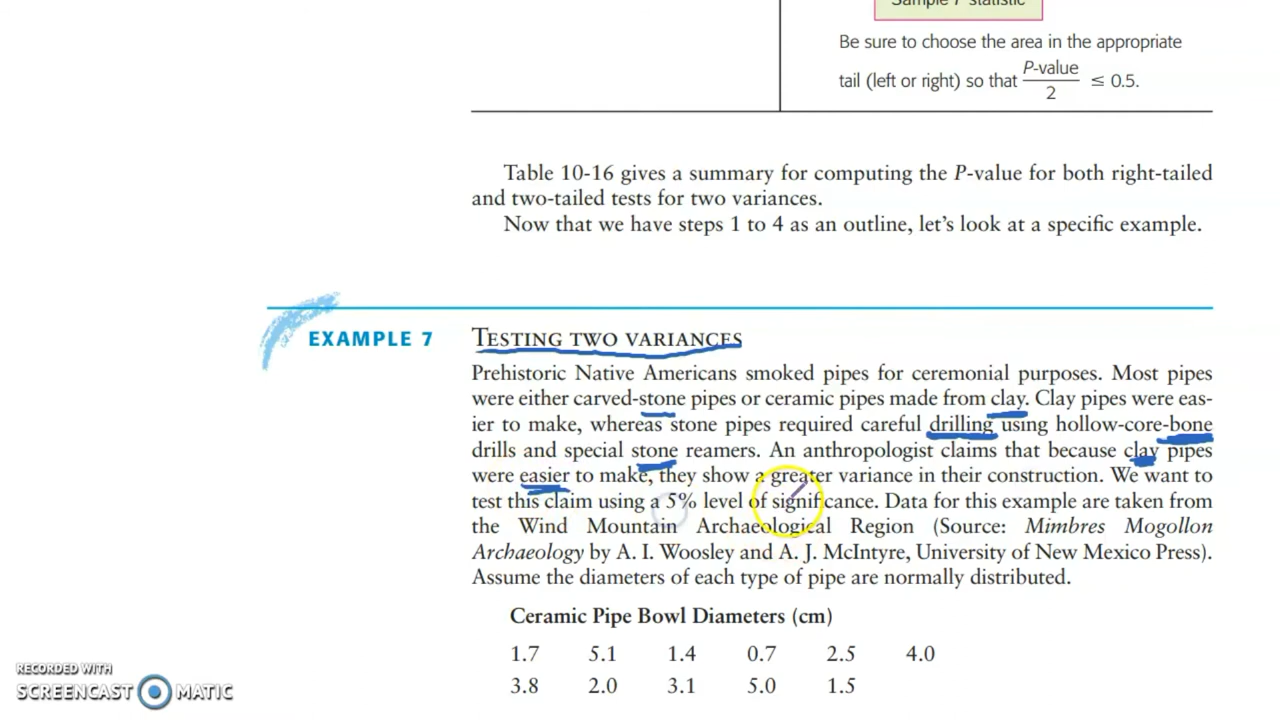 Sample F statistic
Be sure to choose the area in the appropriate
tail (left or right) so that P-value/2 ≤ 0.5.
Table 10-16 gives a summary for computing the P-value for both right-tailed
and two-tailed tests for two variances.
Now that we have steps 1 to 4 as an outline, let's look at a specific example.
EXAMPLE 7 TESTING TWO VARIANCES
Prehistoric Native Americans smoked pipes for ceremonial purposes. Most pipes
were either carved-stone pipes or ceramic pipes made from clay. Clay pipes were eas-
ier to make, whereas stone pipes required careful drilling using hollow-core-bone
drills and special stone reamers. An anthropologist claims that because clay pipes
were easier to make, they show a greater variance in their construction. We want to
test this claim using a 5% level of significance. Data for this example are taken from
the Wind Mountain Archaeological Region (Source: Mimbres Mogollon
Archaeology by A. I. Woosley and A. J. McIntyre, University of New Mexico Press).
Assume the diameters of each type of pipe are normally distributed.
Ceramic Pipe Bowl Diameters (cm)
1.7 5.1 1.4 0.7 2.5 4.0
3.8 2.0 3.1 5.0 1.5
RECORDED WITH
SCREENCAST MATIC